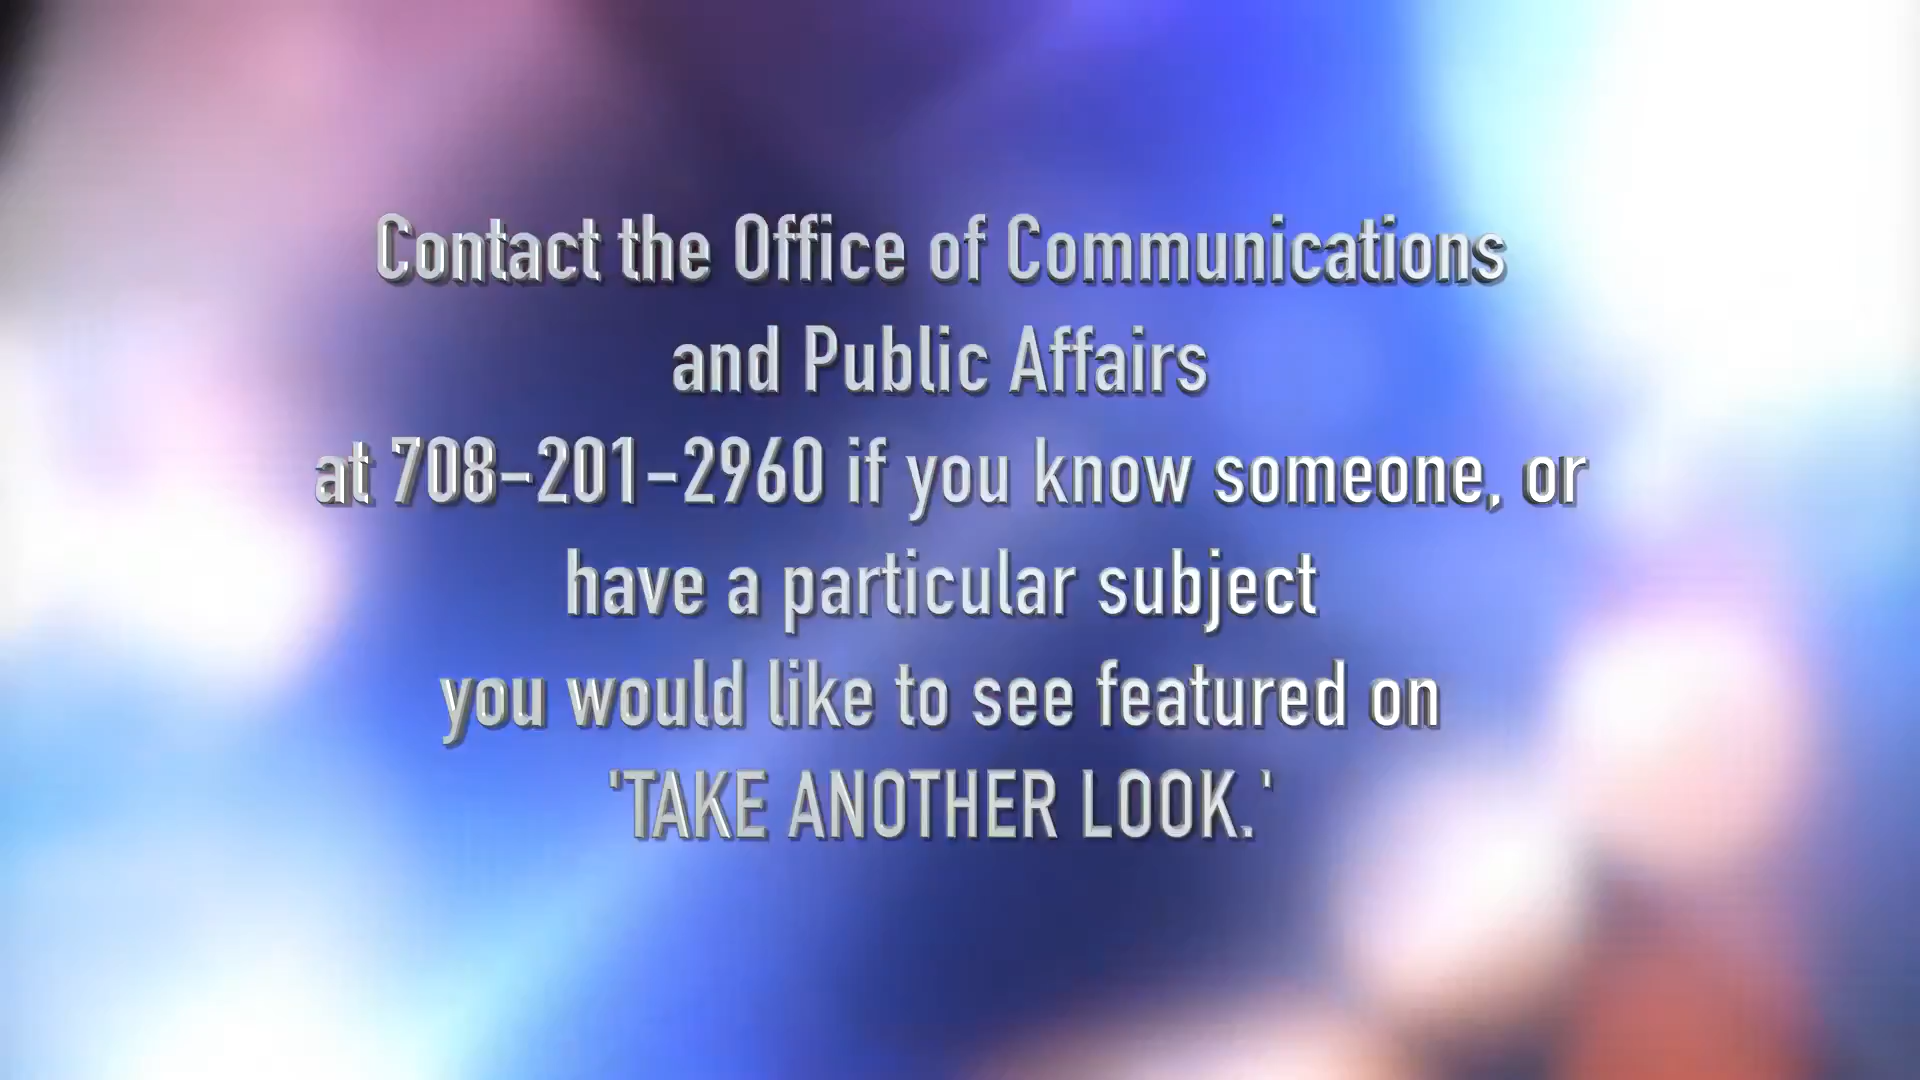 Contact the Office of Communications
and Public Affairs
at 708-201-2960 if you know someone, or
have a particular subject
you would like to see featured on
'TAKE ANOTHER LOOK.'